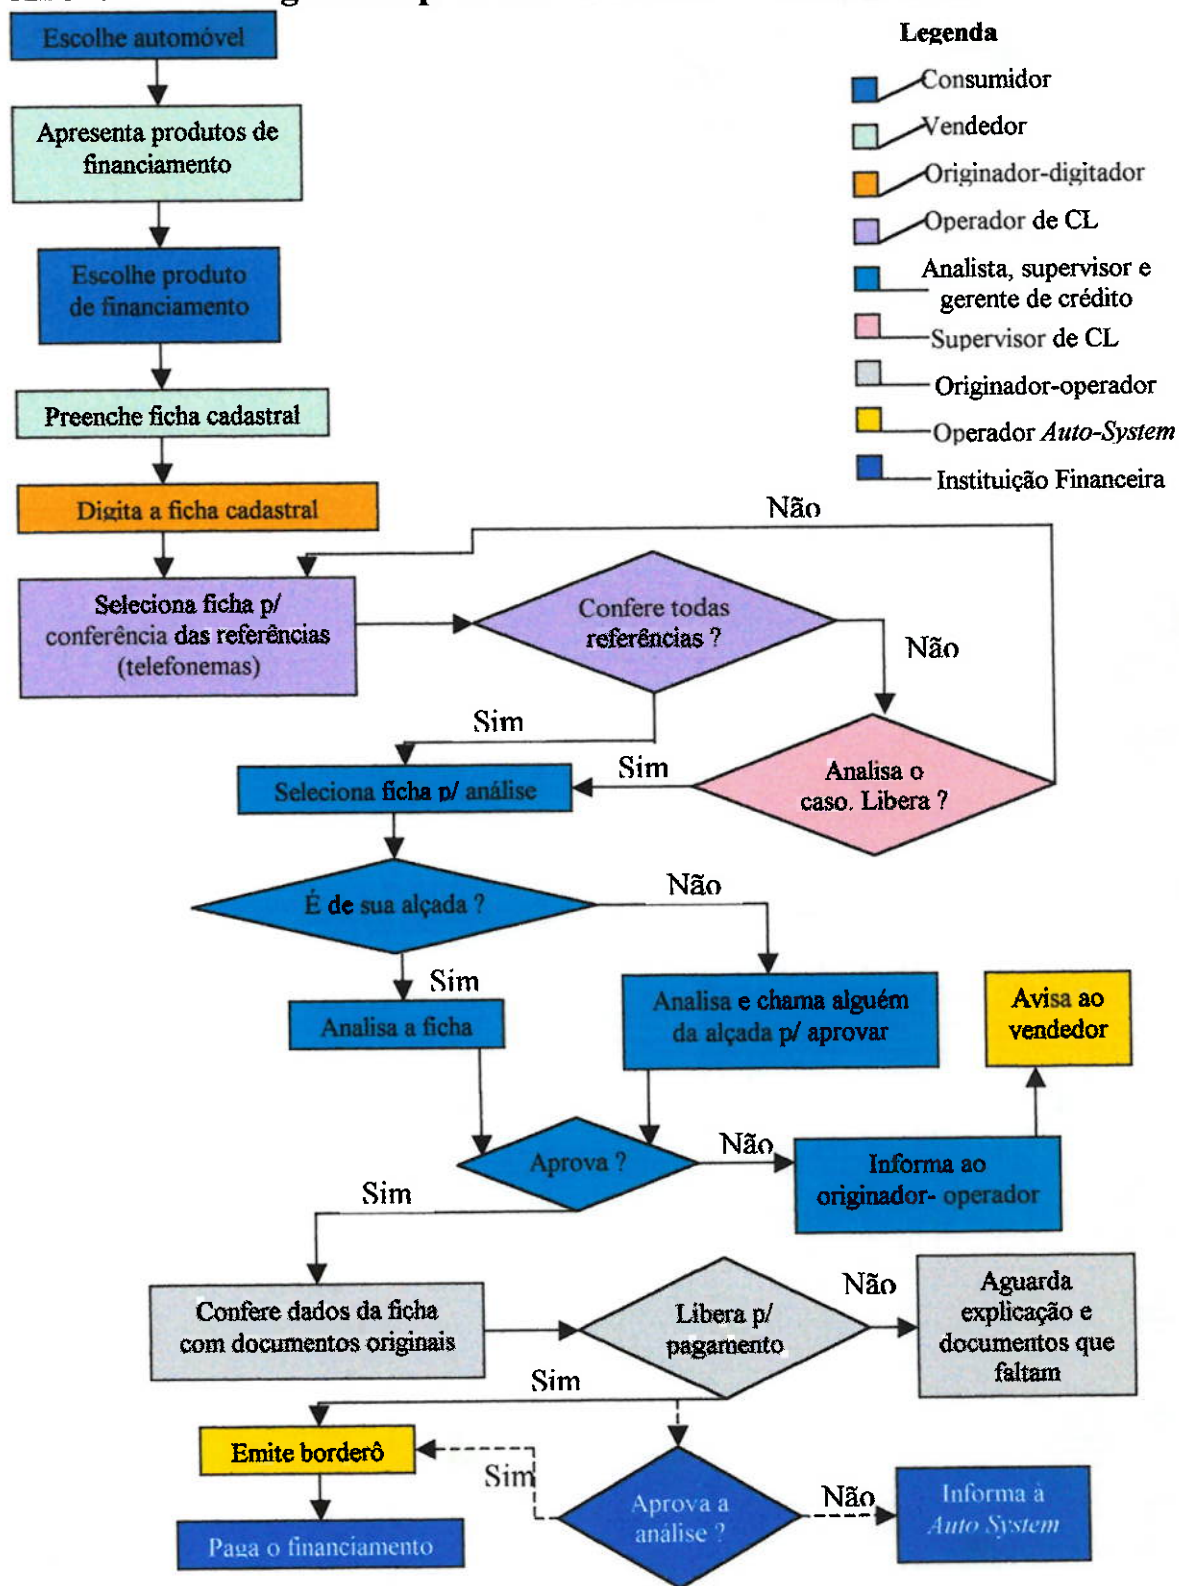 Escolhe automóvel
Legenda
Consumidor
Vendedor
Originador-digitador
Operador de CL
Analista, supervisor e
gerente de crédito
Supervisor de CL
Originador-operador
Operador Auto-System
Instituição Financeira
Apresenta produtos de
financiamento
Escolhe produto
de financiamento
Preenche ficha cadastral
Digita a ficha cadastral
Não
Seleciona ficha p/
conferência das referências
(telefonemas)
Confere todas
referências ?
Não
Sim
Seleciona ficha p/ análise
Sim
Analisa o
caso. Libera ?
É de sua alçada ?
Não
Sim
Analisa a ficha
Analisa e chama alguém
da alçada p/ aprovar
Avisa ao
vendedor
Aprova ?
Não
Informa ao
originador- operador
Sim
Confere dados da ficha
com documentos originais
Libera p/
pagamento
Não
Aguarda
explicação e
documentos que
faltam
Sim
Emite borderô
Sim
Aprova a
análise ?
Não
Informa à
Auto System
Paga o financiamento